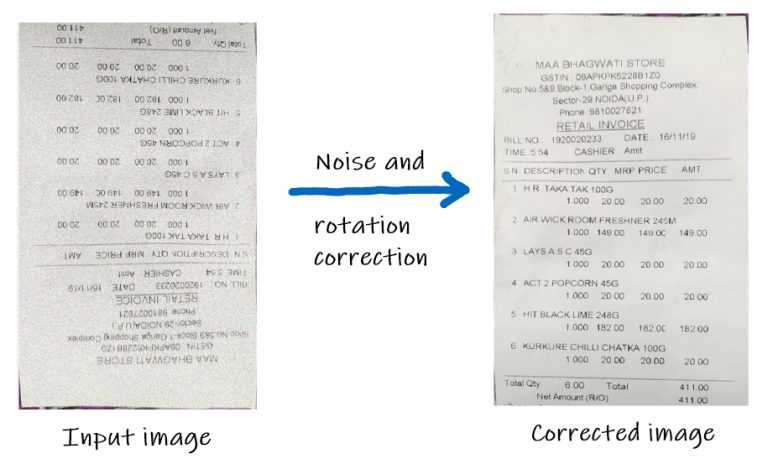 MAA BHAGWATI STORE
GSTIN 09APKPK5228B1Z0
Shop No.5&9,Block-1,Ganga Shopping Complex
Sector-29 NOIDA(U.P.)
Phone 9810027621
RETAIL INVOICE
BILL NO. 1920020233 DATE 16/11/19
TIME 5:54 CASHIER Amit
S.N DESCRIPTION QTY MRP PRICE AMT
1 H R TAKA TAK 100G
1.000 20.00 20.00 20.00
2 AIR WICK ROOM FRESHNER 245M
1.000 149.00 149.0C 149.00
3 LAYS A S C 45G
1.000 20.00 20.00 20.00
4 ACT 2 POPCORN 45G
1.000 20.00 20.00 20.00
5 HIT BLACK LIME 248G
1.000 182.00 182.0C 182.00
6 KURKURE CHILLI CHATKA 100G
1.000 20.00 20.00 20.00
Total Qty. 6.00 Total 411.00
Net Amount (R/O) 411.00
Input image
Noise and
rotation
correction
MAA BHAGWATI STORE
GSTIN : 09APKPK5228B1Z0
Shop No.5&9,Block-1,Ganga Shopping Complex,
Sector-29,NOIDA(U.P.)
Phone :9810027621
RETAIL INVOICE
BILL NO.: 1920020233 DATE : 16/11/19
TIME :5:54 CASHIER Amit
S.N DESCRIPTION QTY MRP PRICE AMT
1 H R TAKA TAK 100G
1.000 20.00 20.00 20.00
2 AIR WICK ROOM FRESHNER 245M
1.000 149.00 149.0C 149.00
3 LAYS A S C 45G
1.000 20.00 20.00 20.00
4 ACT 2 POPCORN 45G
1.000 20.00 20.00 20.00
5 HIT BLACK LIME 248G
1.000 182.00 182.0C 182.00
6 KURKURE CHILLI CHATKA 100G
1.000 20.00 20.00 20.00
Total Qty. 6.00 Total 411.00
Net Amount (R/O) 411.00
Corrected image